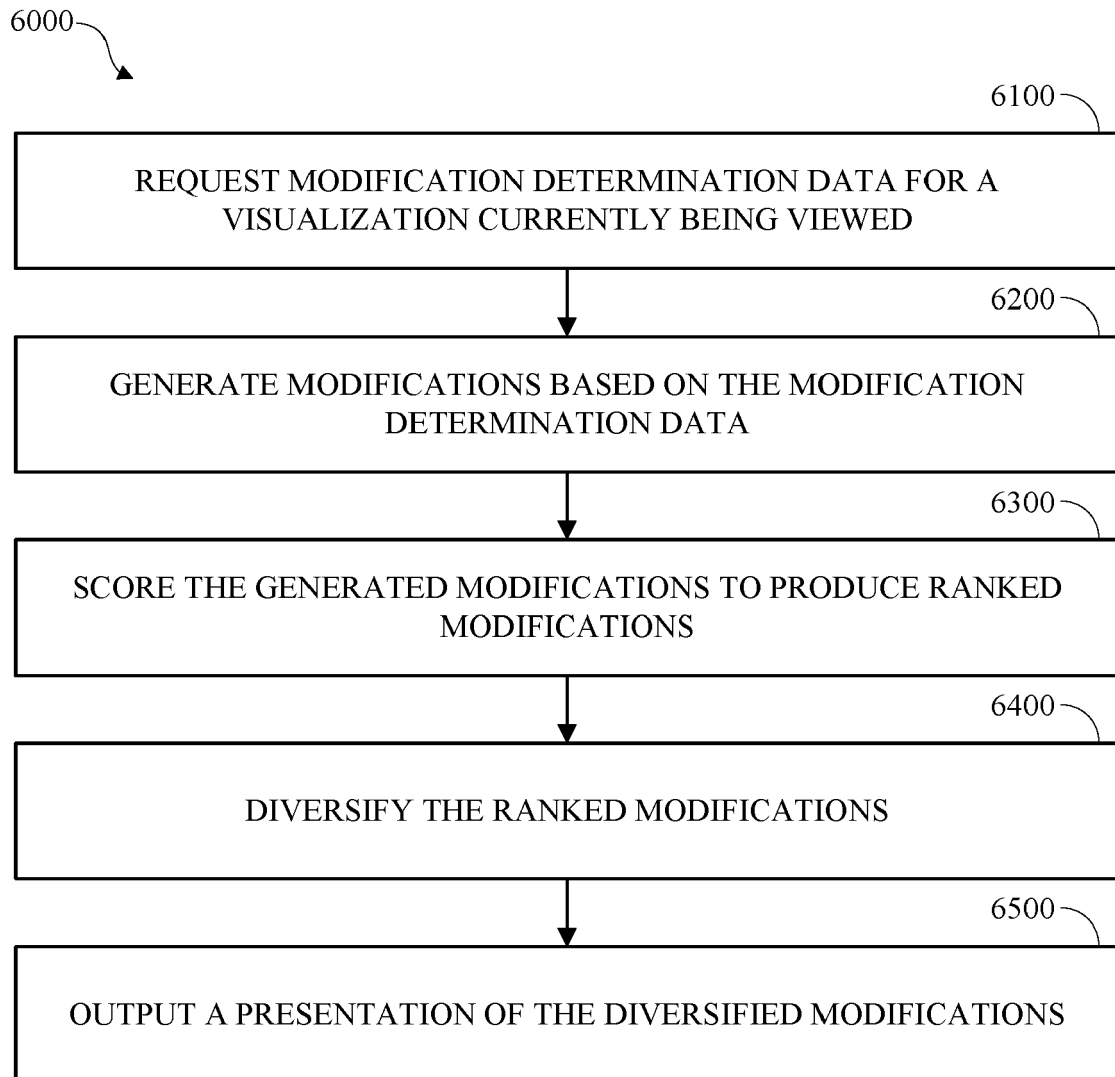 6000
6100
REQUEST MODIFICATION DETERMINATION DATA FOR A
VISUALIZATION CURRENTLY BEING VIEWED
6200
GENERATE MODIFICATIONS BASED ON THE MODIFICATION
DETERMINATION DATA
6300
SCORE THE GENERATED MODIFICATIONS TO PRODUCE RANKED
MODIFICATIONS
6400
DIVERSIFY THE RANKED MODIFICATIONS
6500
OUTPUT A PRESENTATION OF THE DIVERSIFIED MODIFICATIONS